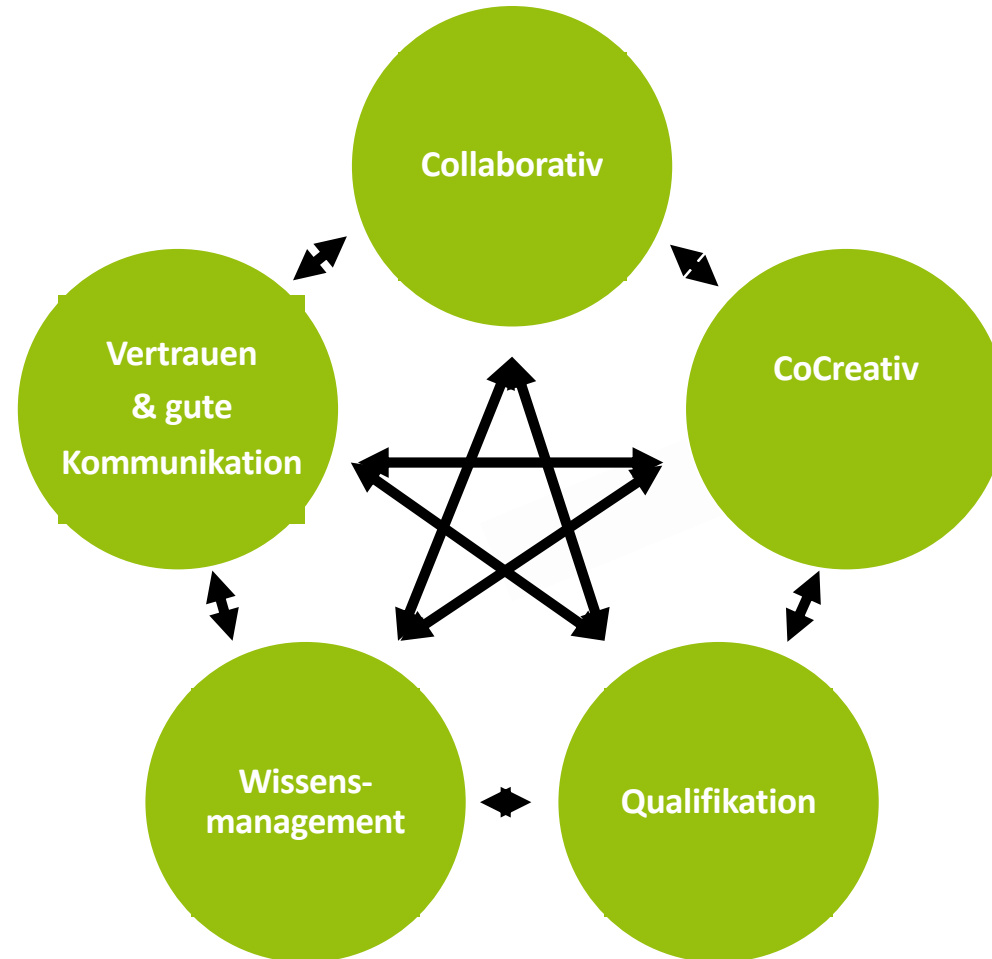 Collaborativ
Vertrauen
& gute
Kommunikation
CoCreativ
Wissens-
management
Qualifikation